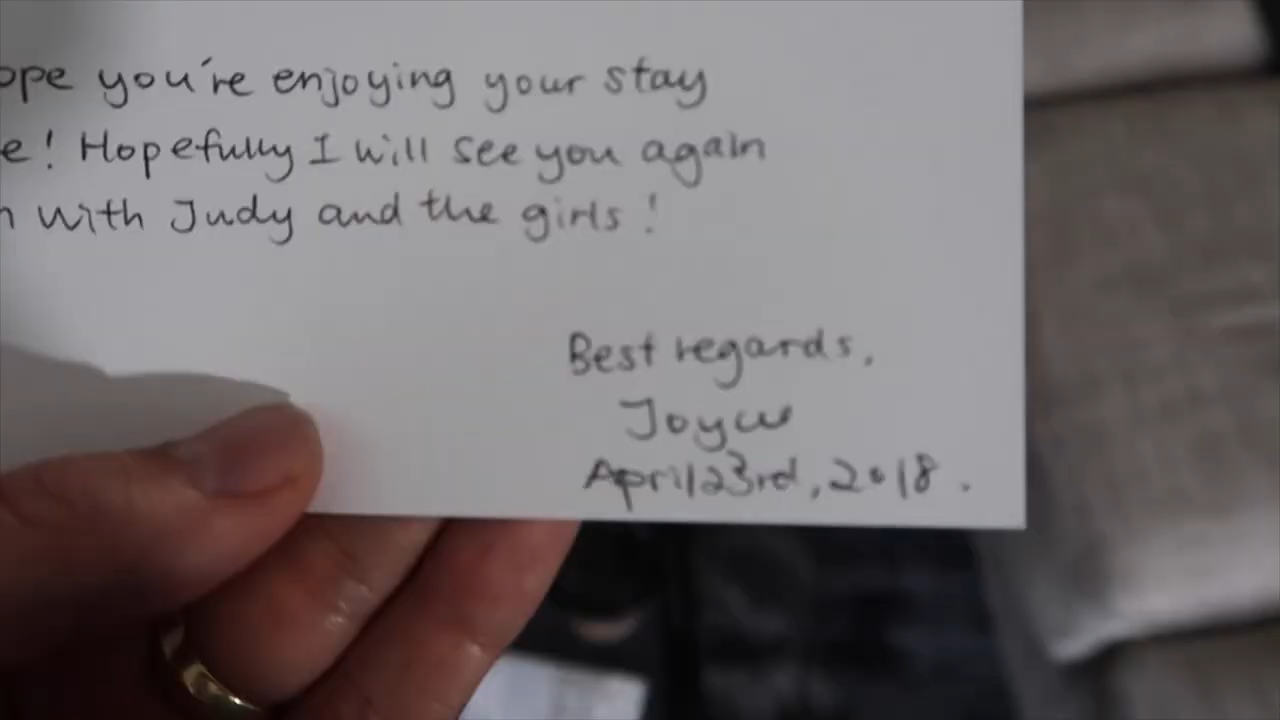 ope you're enjoying your stay
e! Hopefully I will see you again
n with Judy and the girls!
Best regards,
Joyce
April 23rd, 2018.